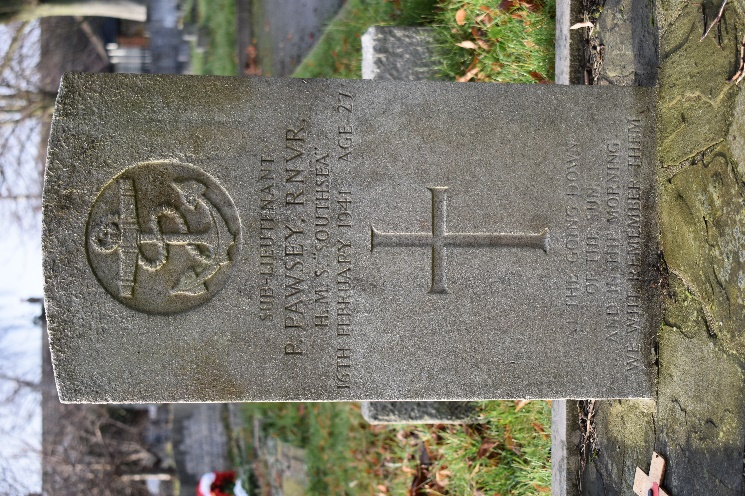 SUB-LIEUTENANT
P. PAWSEY, R.N.V.R.
H.M.S. "SOUTHSEA"
16TH FEBRUARY 1941 AGE 27
THE GOING DOWN
OF THE SUN
AND IN THE MORNING
WE WILL REMEMBER THEM